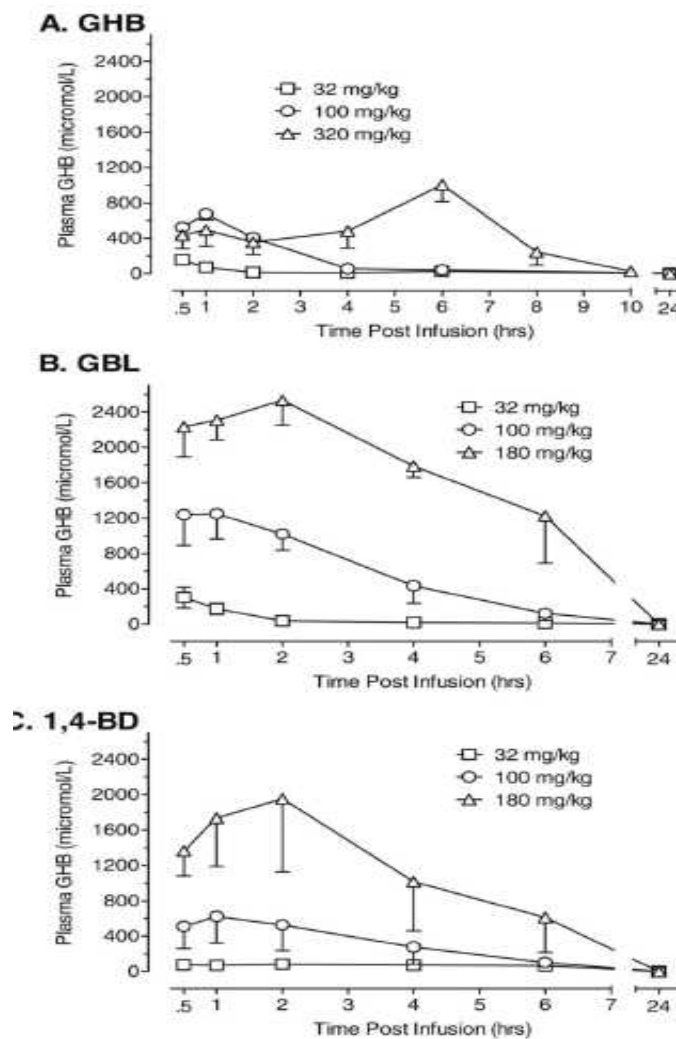 A. GHB
2400
2000
1600
1200
800
400
0
Plasma GHB (micromol/L)
32 mg/kg
100 mg/kg
320 mg/kg
.5 1 2 3 4 5 6 7 8 9 10 24
Time Post Infusion (hrs)
B. GBL
2400
2000
1600
1200
800
400
0
Plasma GHB (micromol/L)
32 mg/kg
100 mg/kg
180 mg/kg
.5 1 2 3 4 5 6 7 24
Time Post Infusion (hrs)
C. 1,4-BD
2400
2000
1600
1200
800
400
0
Plasma GHB (micromol/L)
32 mg/kg
100 mg/kg
180 mg/kg
.5 1 2 3 4 5 6 7 24
Time Post Infusion (hrs)